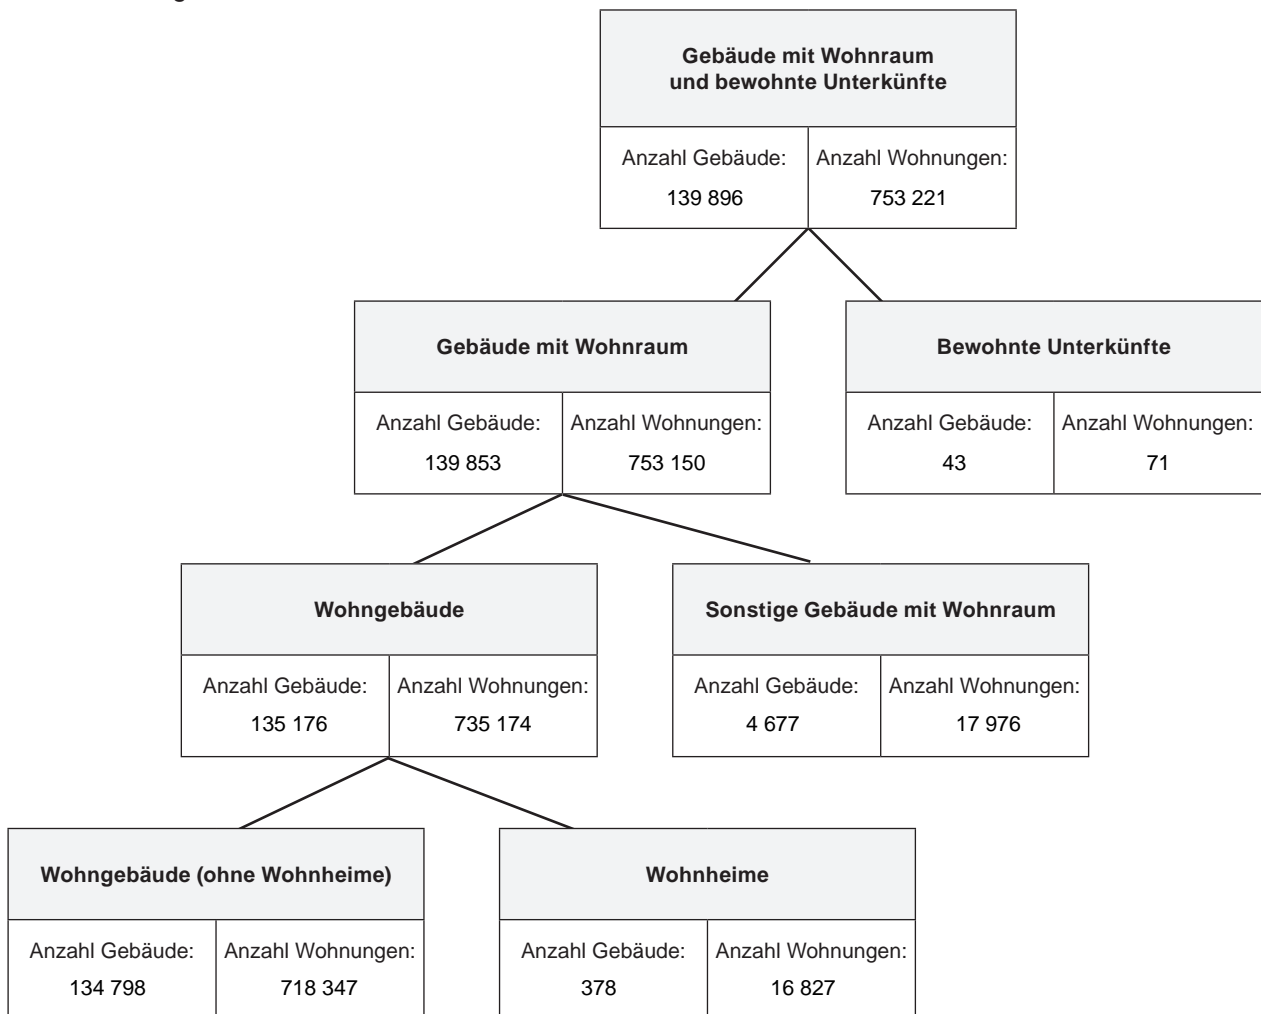 Gebäude mit Wohnraum
und bewohnte Unterkünfte
Anzahl Gebäude: Anzahl Wohnungen:
139 896 753 221
Gebäude mit Wohnraum Bewohnte Unterkünfte
Anzahl Gebäude: Anzahl Wohnungen: Anzahl Gebäude: Anzahl Wohnungen:
139 853 753 150 43 71
Wohngebäude Sonstige Gebäude mit Wohnraum
Anzahl Gebäude: Anzahl Wohnungen: Anzahl Gebäude: Anzahl Wohnungen:
135 176 735 174 4 677 17 976
Wohngebäude (ohne Wohnheime) Wohnheime
Anzahl Gebäude: Anzahl Wohnungen: Anzahl Gebäude: Anzahl Wohnungen:
134 798 718 347 378 16 827